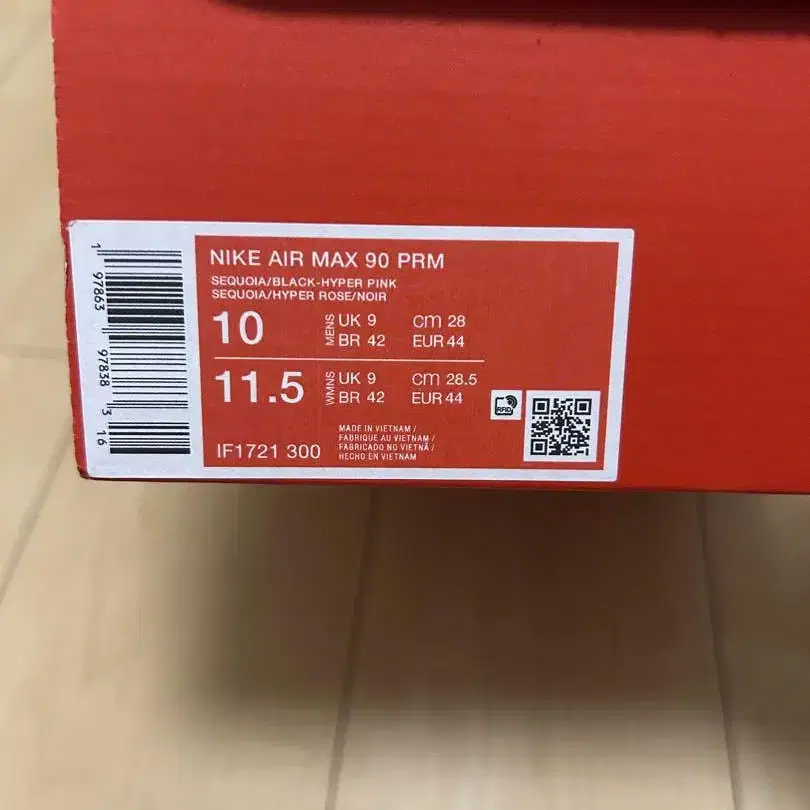 NIKE AIR MAX 90 PRM
SEQUOIA/BLACK-HYPER PINK
SEQUOIA/HYPER ROSE/NOIR
10 MENS UK 9 cm 28
BR 42 EUR 44
11.5 WMNS UK 9 cm 28.5
BR 42 EUR 44
RFID
IF1721 300
MADE IN VIETNAM /
FABRIQUE AU VIETNAM /
FABRICADO NO VIETNÃ /
HECHO EN VIETNAM
1 97863 97838 3 16